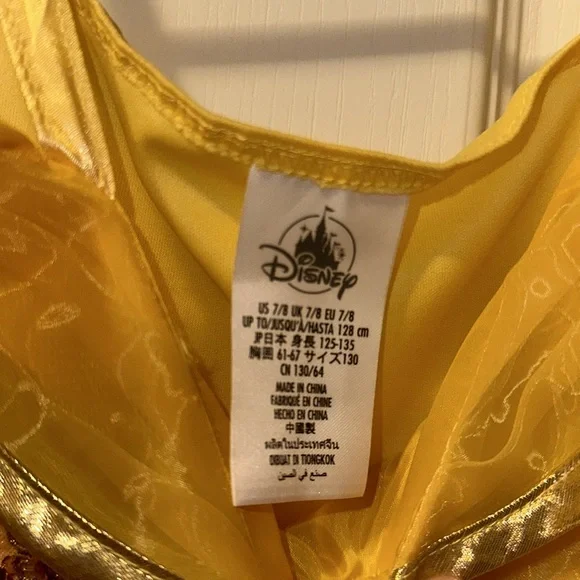 Disney
US 7/8 UK 7/8 EU 7/8
UP TO/JUSQU'À/HASTA 128 cm
JP日本 身長 125-135
胸囲 61-67 サイズ130
CN 130/64
MADE IN CHINA
FABRIQUÉ EN CHINE
HECHO EN CHINA
中國製
ผลิตในประเทศจีน
DIBUAT DI TIONGKOK
صنع في الصين